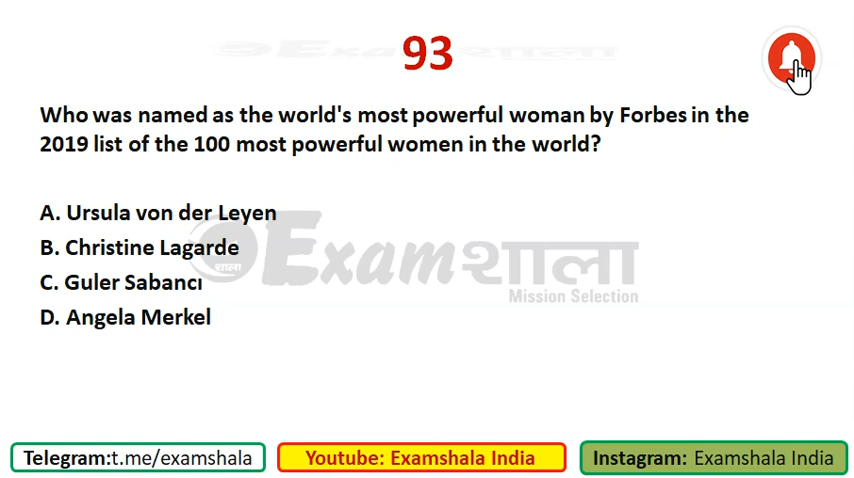 93
Who was named as the world's most powerful woman by Forbes in the
2019 list of the 100 most powerful women in the world?
A. Ursula von der Leyen
B. Christine Lagarde
C. Guler Sabancı
D. Angela Merkel
शाला
Examशाला
Mission Selection
Telegram:t.me/examshala
Youtube: Examshala India
Instagram: Examshala India